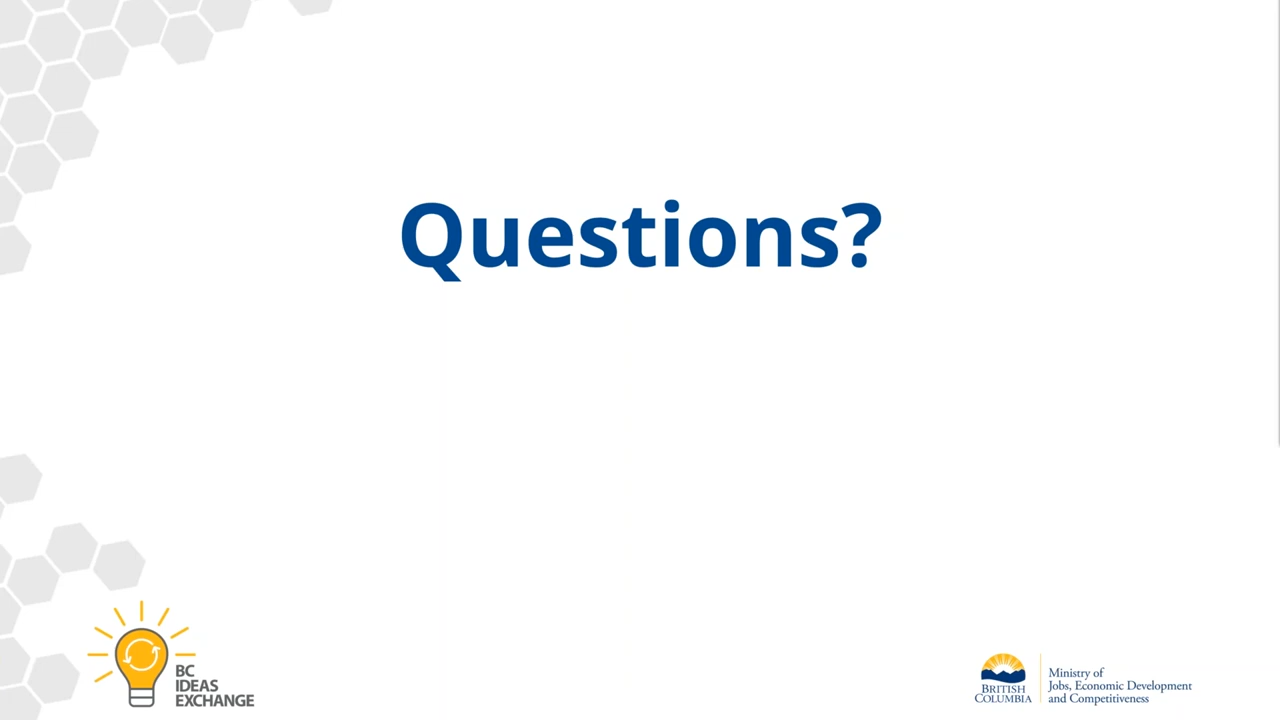 Questions?
BC
IDEAS
EXCHANGE
BRITISH
COLUMBIA
Ministry of
Jobs, Economic Development
and Competitiveness